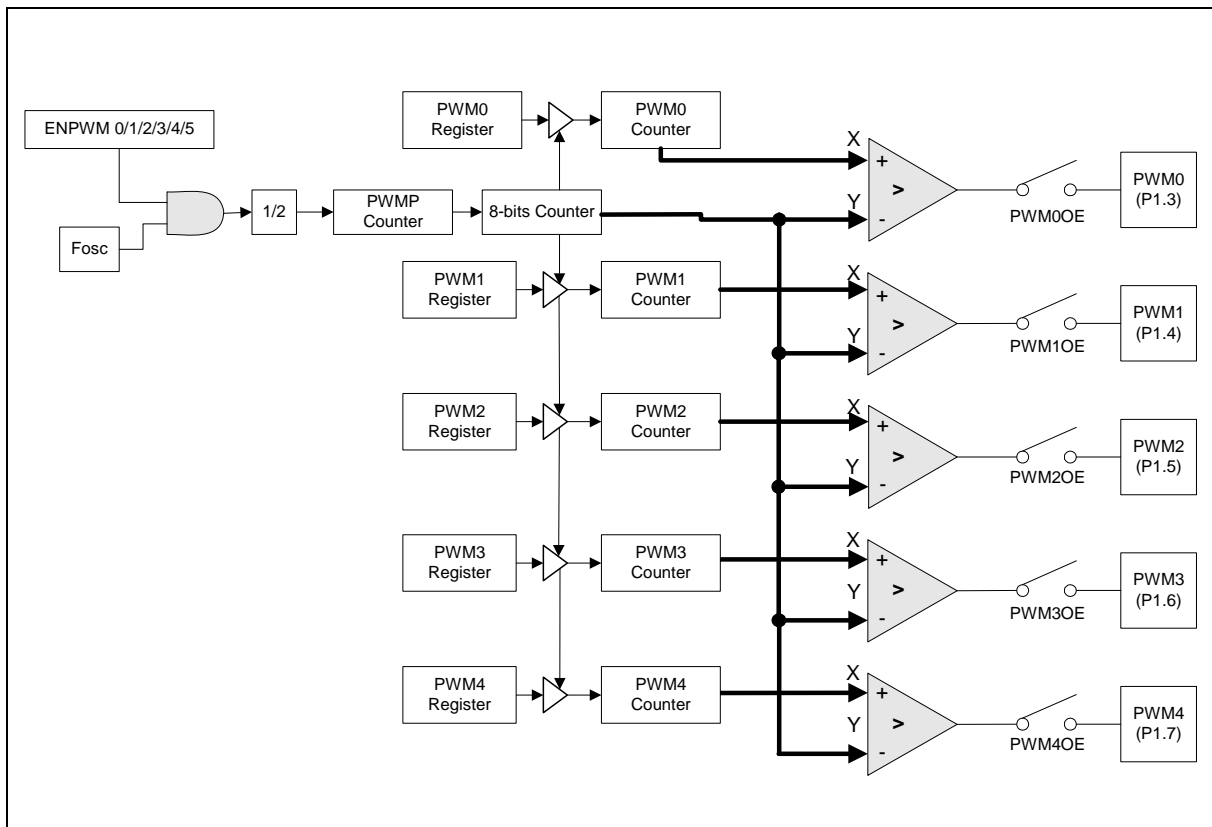 ENPWM 0/1/2/3/4/5
Fosc
1/2
PWMP
Counter
8-bits Counter
PWM0
Register
PWM0
Counter
X
+
>
Y
-
PWM0OE
PWM0
(P1.3)
PWM1
Register
PWM1
Counter
X
+
>
Y
-
PWM1OE
PWM1
(P1.4)
PWM2
Register
PWM2
Counter
X
+
>
Y
-
PWM2OE
PWM2
(P1.5)
PWM3
Register
PWM3
Counter
X
+
>
Y
-
PWM3OE
PWM3
(P1.6)
PWM4
Register
PWM4
Counter
X
+
>
Y
-
PWM4OE
PWM4
(P1.7)